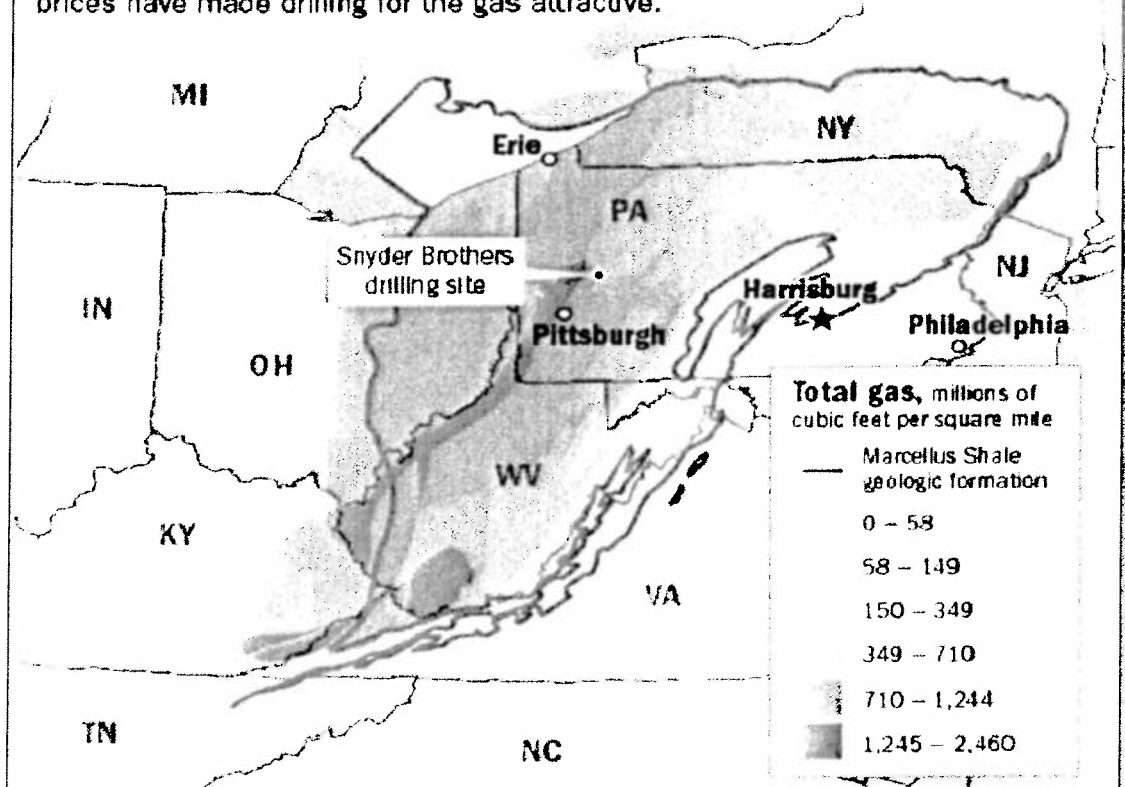 prices have made drilling for the gas attractive.
MI
NY
Erie
PA
Snyder Brothers
drilling site
NJ
Harrisburg
IN
Pittsburgh
Philadelphia
OH
Total gas, millions of
cubic feet per square mile
Marcellus Shale
geologic formation
WV
0 – 58
KY
58 – 149
VA
150 – 349
349 – 710
710 – 1,244
TN
NC
1,245 – 2,460